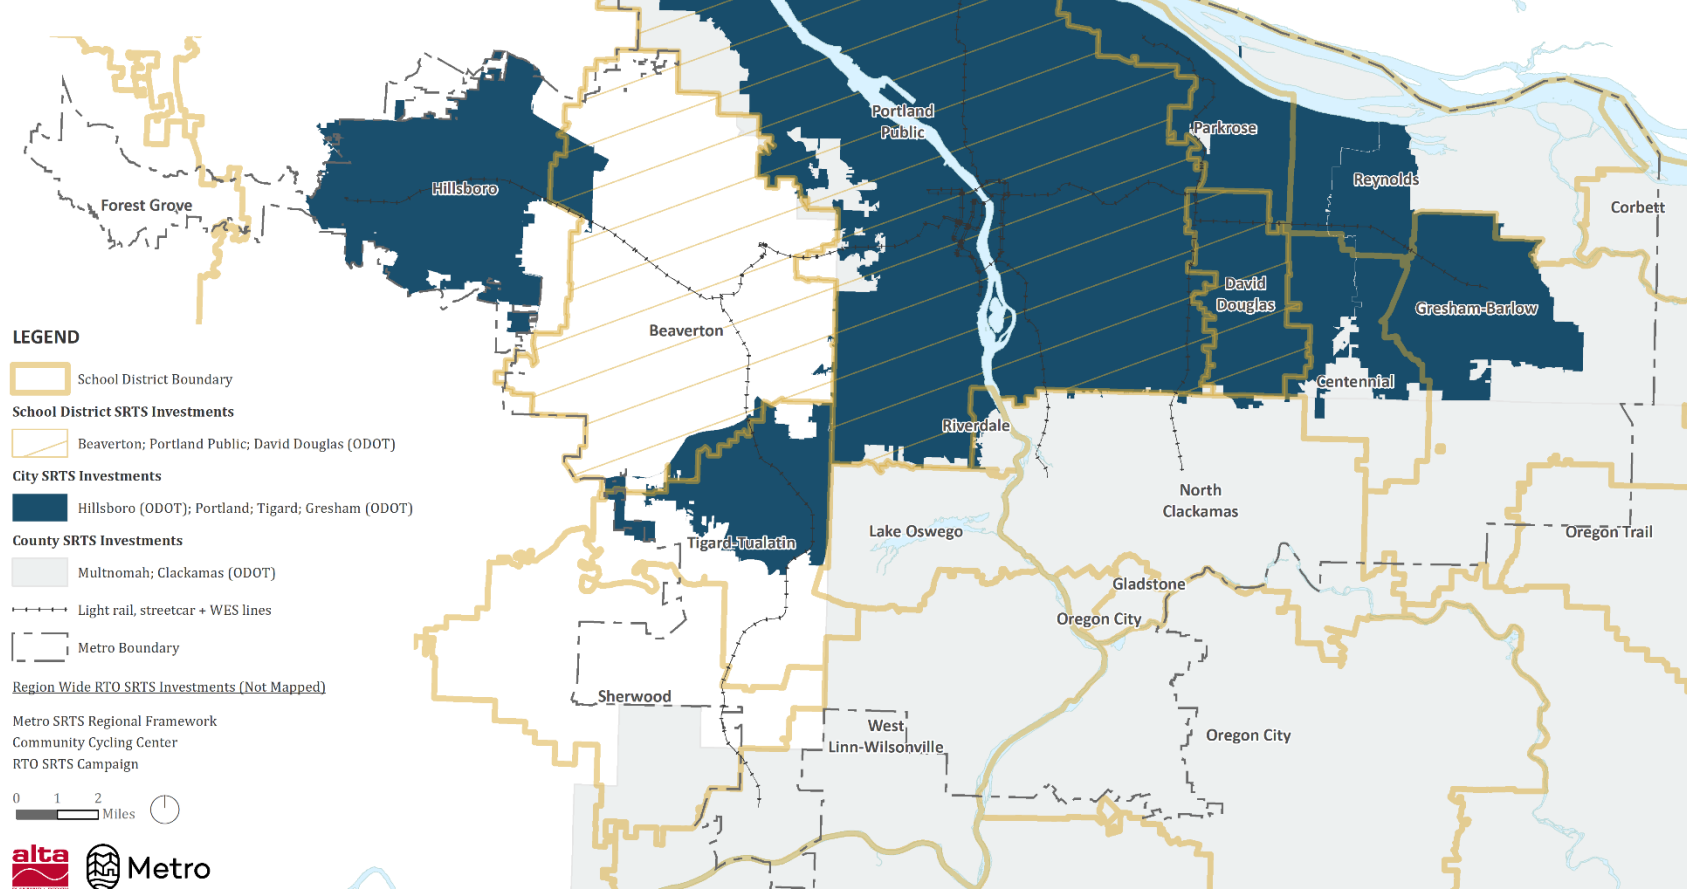 Portland
Public
Parkrose
Reynolds
Hillsboro
Forest Grove
Corbett
David
Douglas
Gresham-Barlow
Beaverton
Centennial
Riverdale
North
Clackamas
Lake Oswego
Oregon Trail
Tigard-Tualatin
Gladstone
Oregon City
Sherwood
West
Linn-Wilsonville
Oregon City
LEGEND
School District Boundary
School District SRTS Investments
Beaverton; Portland Public; David Douglas (ODOT)
City SRTS Investments
Hillsboro (ODOT); Portland; Tigard; Gresham (ODOT)
County SRTS Investments
Multnomah; Clackamas (ODOT)
Light rail, streetcar + WES lines
Metro Boundary
Region Wide RTO SRTS Investments (Not Mapped)
Metro SRTS Regional Framework
Community Cycling Center
RTO SRTS Campaign
0 1 2
Miles
alta
Metro